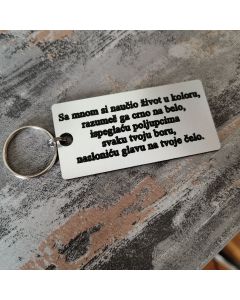 Sa mnom si naučio život u koloru,
razumeš ga crno na belo,
ispeglaću poljupcima
svaku tvoju boru,
nasloniću glavu na tvoje čelo.